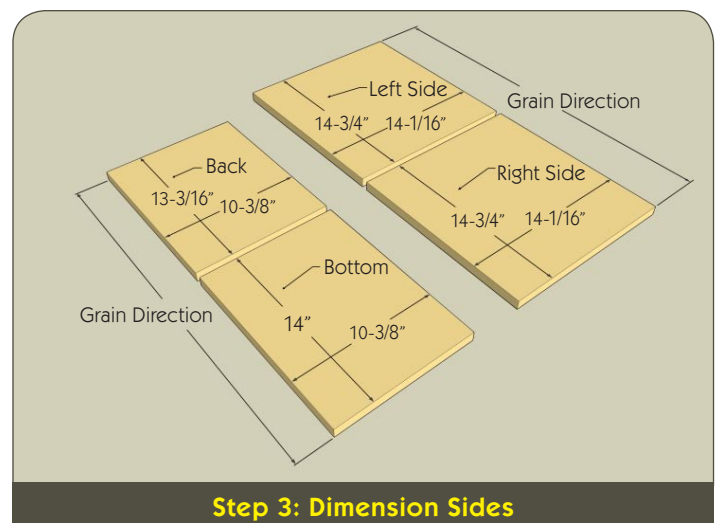 Left Side
Grain Direction
14-3/4” 14-1/16”
Back
Right Side
13-3/16” 10-3/8”
14-3/4” 14-1/16”
Bottom
Grain Direction
14”
10-3/8”
Step 3: Dimension Sides